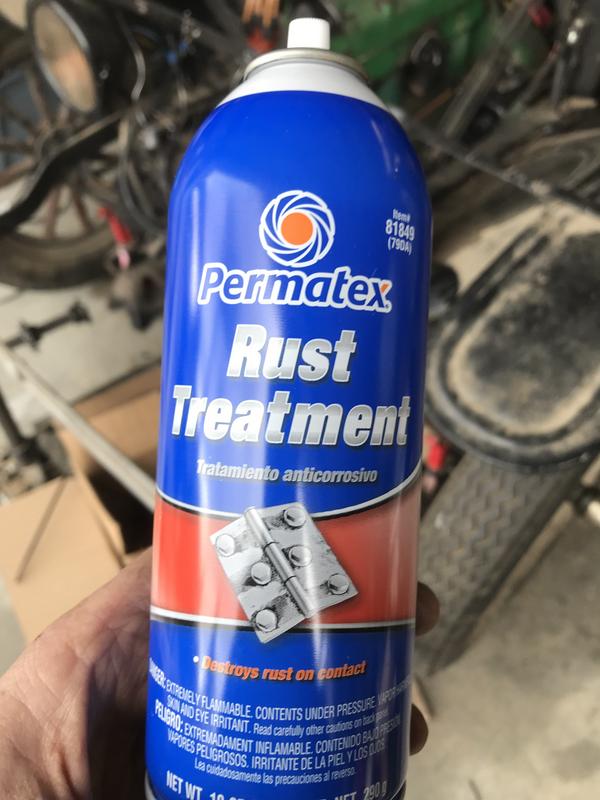 Item#
81849
(79DA)
Permatex
Rust
Treatment
Tratamiento anticorrosivo
• Destroys rust on contact
DANGER: EXTREMELY FLAMMABLE. CONTENTS UNDER PRESSURE. VAPOR
SKIN AND EYE IRRITANT. Read carefully other cautions on back panel.
PELIGRO: EXTREMADAMENT INFLAMABLE. CONTENIDO BAJO PRESIÓN.
VAPORES PELIGROSOS. IRRITANTE DE LA PIEL Y LOS OJOS.
Lea cuidadosamente las precauciones al reverso.
NET WT. 10 NET. 290 g